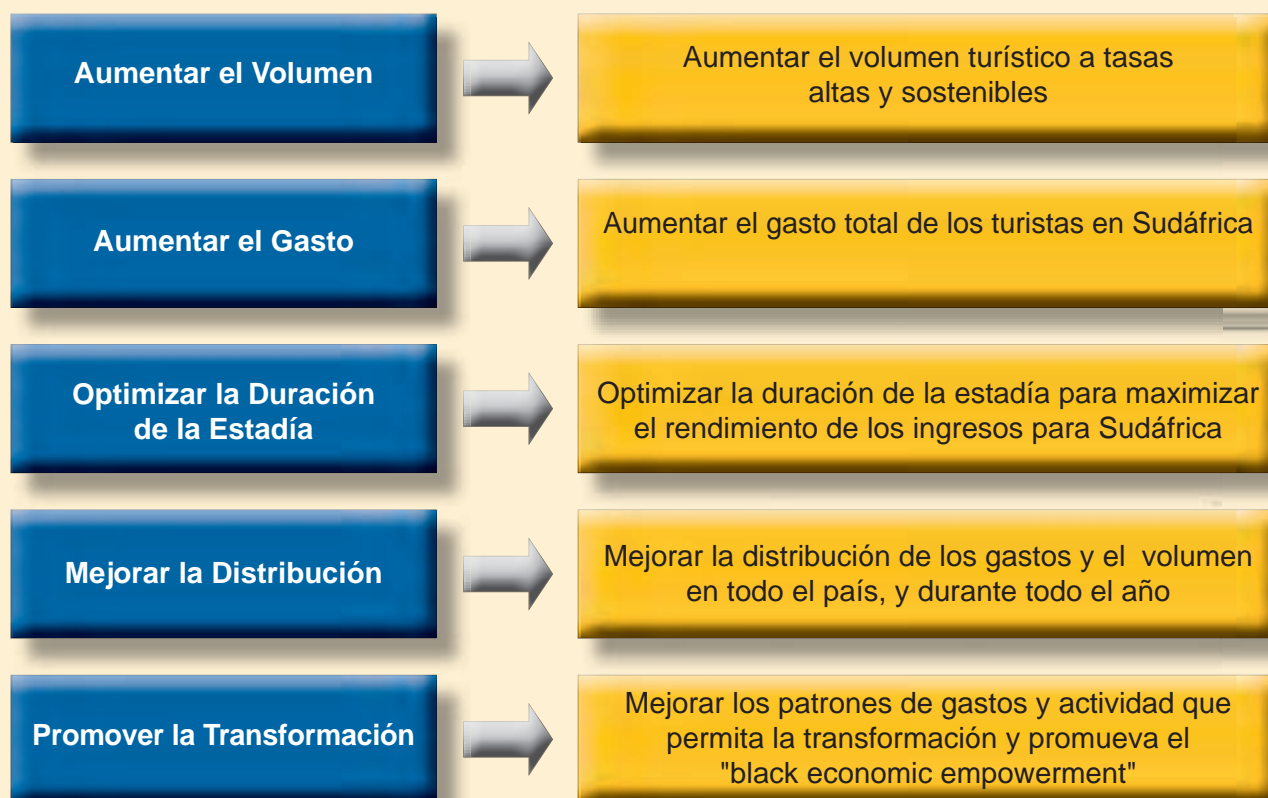 Aumentar el Volumen
Aumentar el volumen turístico a tasas
altas y sostenibles
Aumentar el Gasto
Aumentar el gasto total de los turistas en Sudáfrica
Optimizar la Duración
de la Estadía
Optimizar la duración de la estadía para maximizar
el rendimiento de los ingresos para Sudáfrica
Mejorar la Distribución
Mejorar la distribución de los gastos y el volumen
en todo el país, y durante todo el año
Promover la Transformación
Mejorar los patrones de gastos y actividad que
permita la transformación y promueva el
"black economic empowerment"